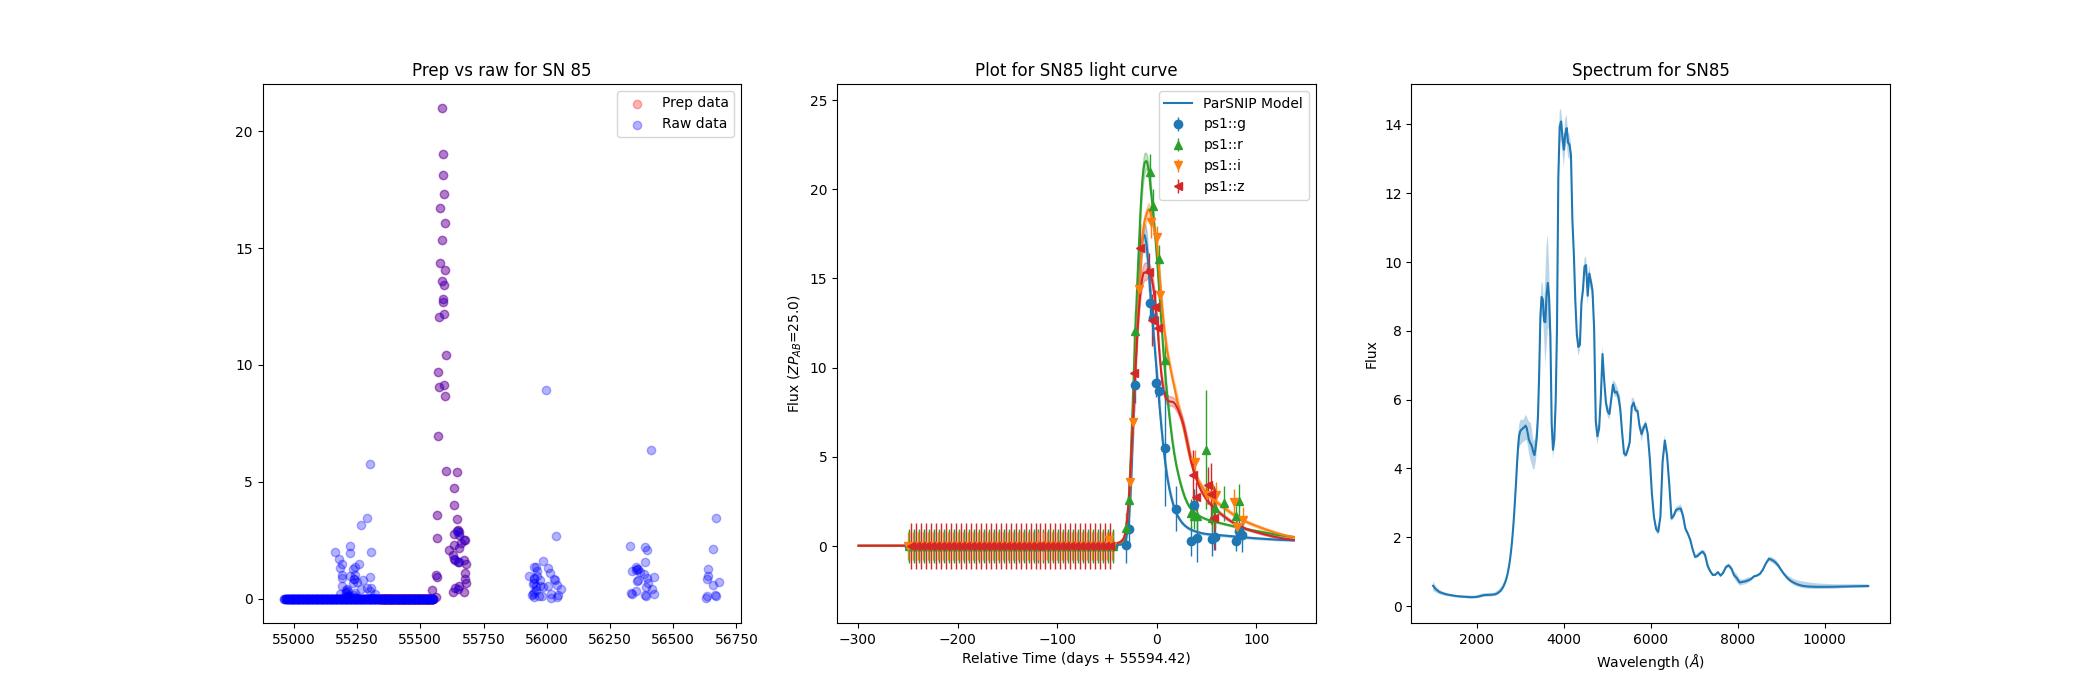 Prep vs raw for SN 85
Prep data
Raw data
20
15
10
5
0
55000
55250
55500
55750
56000
56250
56500
56750
Plot for SN85 light curve
ParSNIP Model
ps1::g
ps1::r
ps1::i
ps1::z
Flux (ZP_AB=25.0)
25
20
15
10
5
0
−300
−200
−100
0
100
Relative Time (days + 55594.42)
Spectrum for SN85
Flux
14
12
10
8
6
4
2
0
2000
4000
6000
8000
10000
Wavelength (Å)